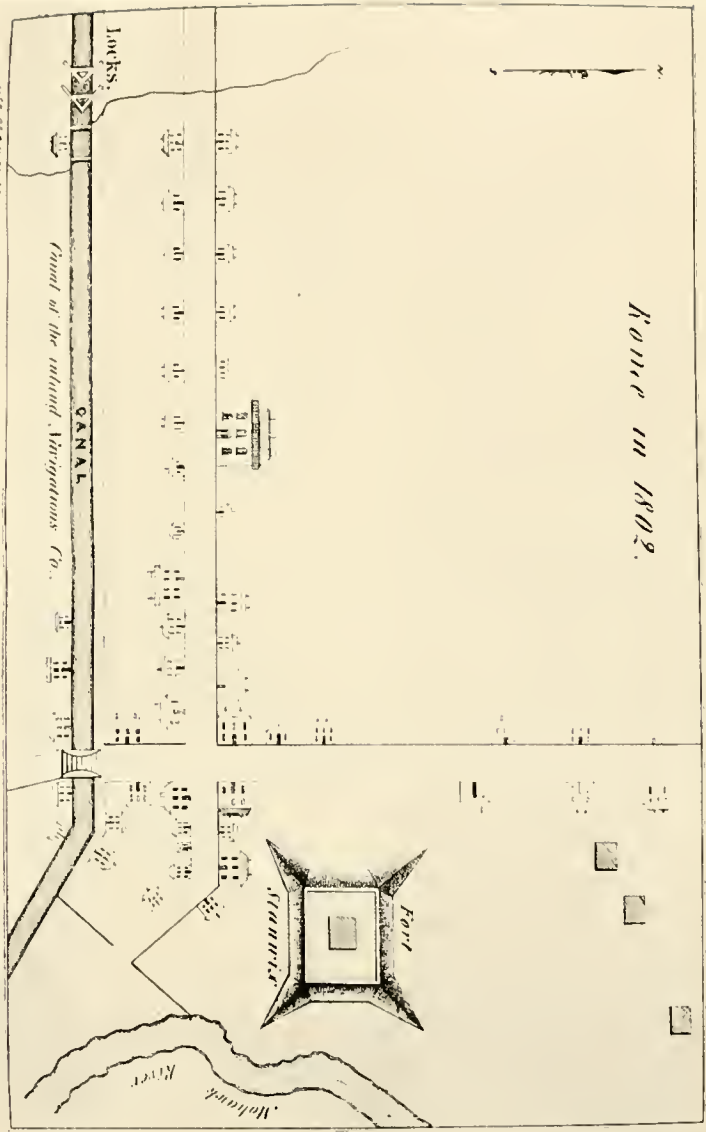 Rome in 1802.
N
S
Locks.
CANAL
Canal of the inland Navigations Co.
Fort
Stanwix
Mohawk
River